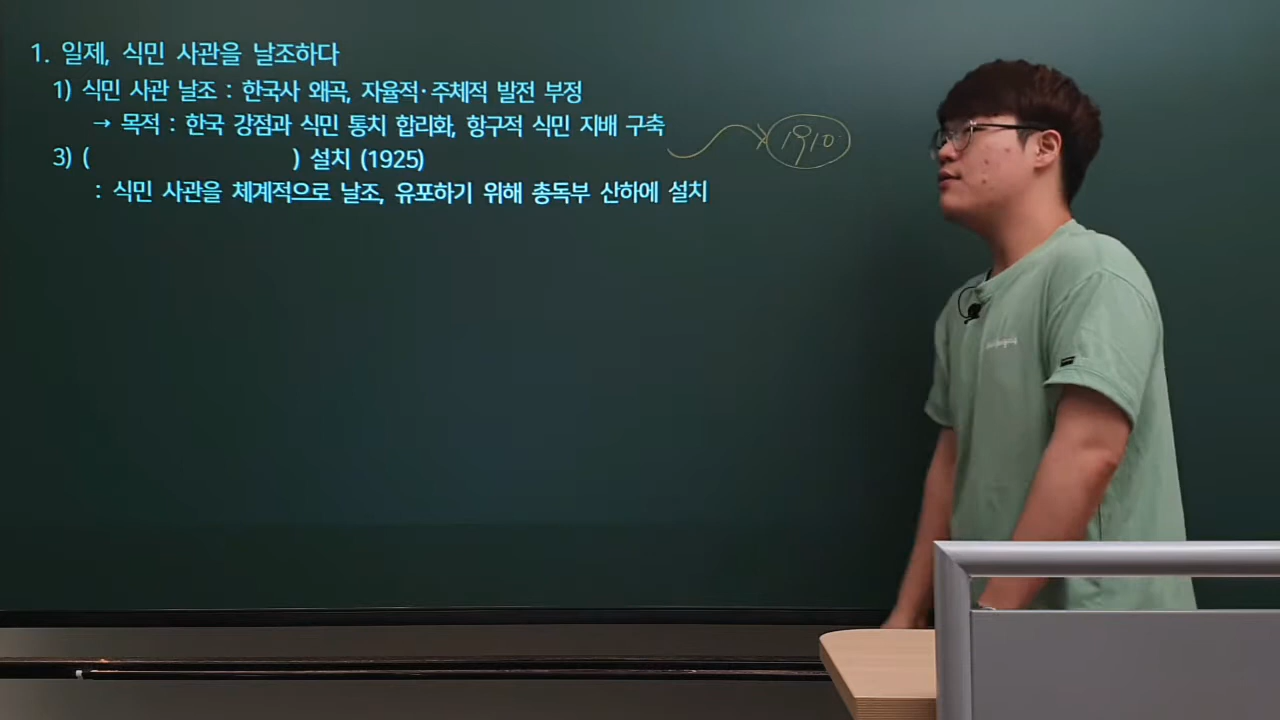 1. 일제, 식민 사관을 날조하다
1) 식민 사관 날조 : 한국사 왜곡, 자율적·주체적 발전 부정
→ 목적 : 한국 강점과 식민 통치 합리화, 항구적 식민 지배 구축
1910
3) (                    ) 설치 (1925)
: 식민 사관을 체계적으로 날조, 유포하기 위해 총독부 산하에 설치